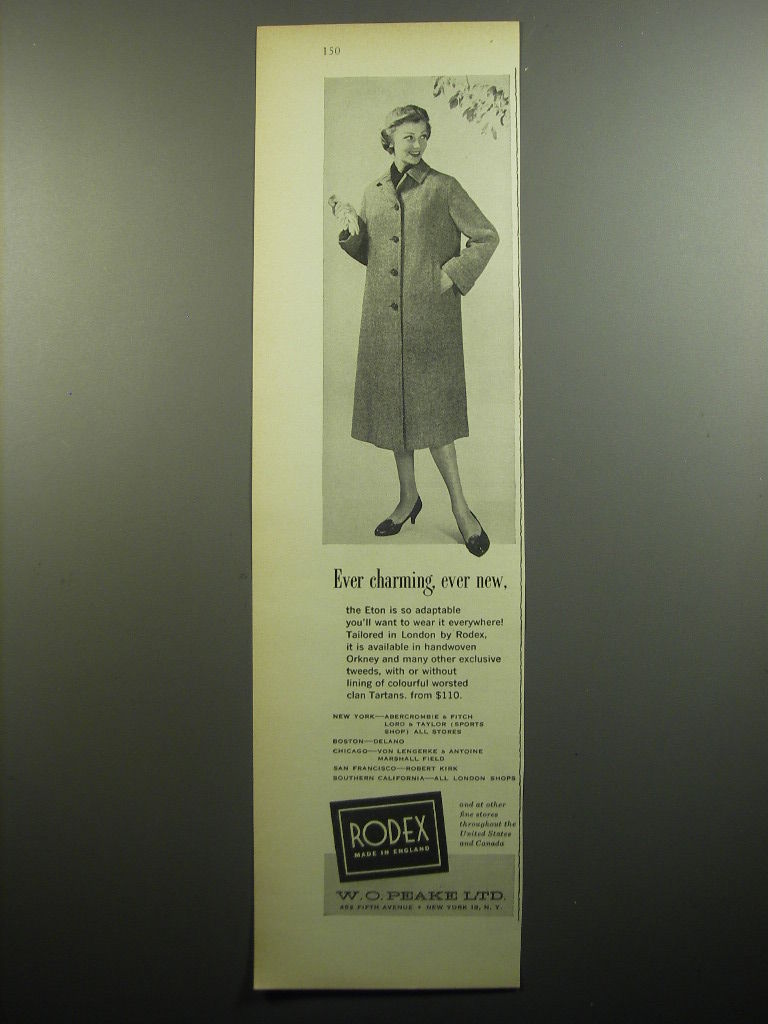 150
Ever charming, ever new,
the Eton is so adaptable
you'll want to wear it everywhere!
Tailored in London by Rodex,
it is available in handwoven
Orkney and many other exclusive
tweeds, with or without
lining of colourful worsted
clan Tartans. from $110.
NEW YORK—ABERCROMBIE & FITCH
LORD & TAYLOR (SPORTS
SHOP) ALL STORES
BOSTON—DELANO
CHICAGO—VON LENGERKE & ANTOINE
MARSHALL FIELD
SAN FRANCISCO—ROBERT KIRK
SOUTHERN CALIFORNIA—ALL LONDON SHOPS
RODEX
MADE IN ENGLAND
and at other
fine stores
throughout the
United States
and Canada
W. O. PEAKE LTD.
FIFTH AVENUE • NEW YORK 18, N. Y.